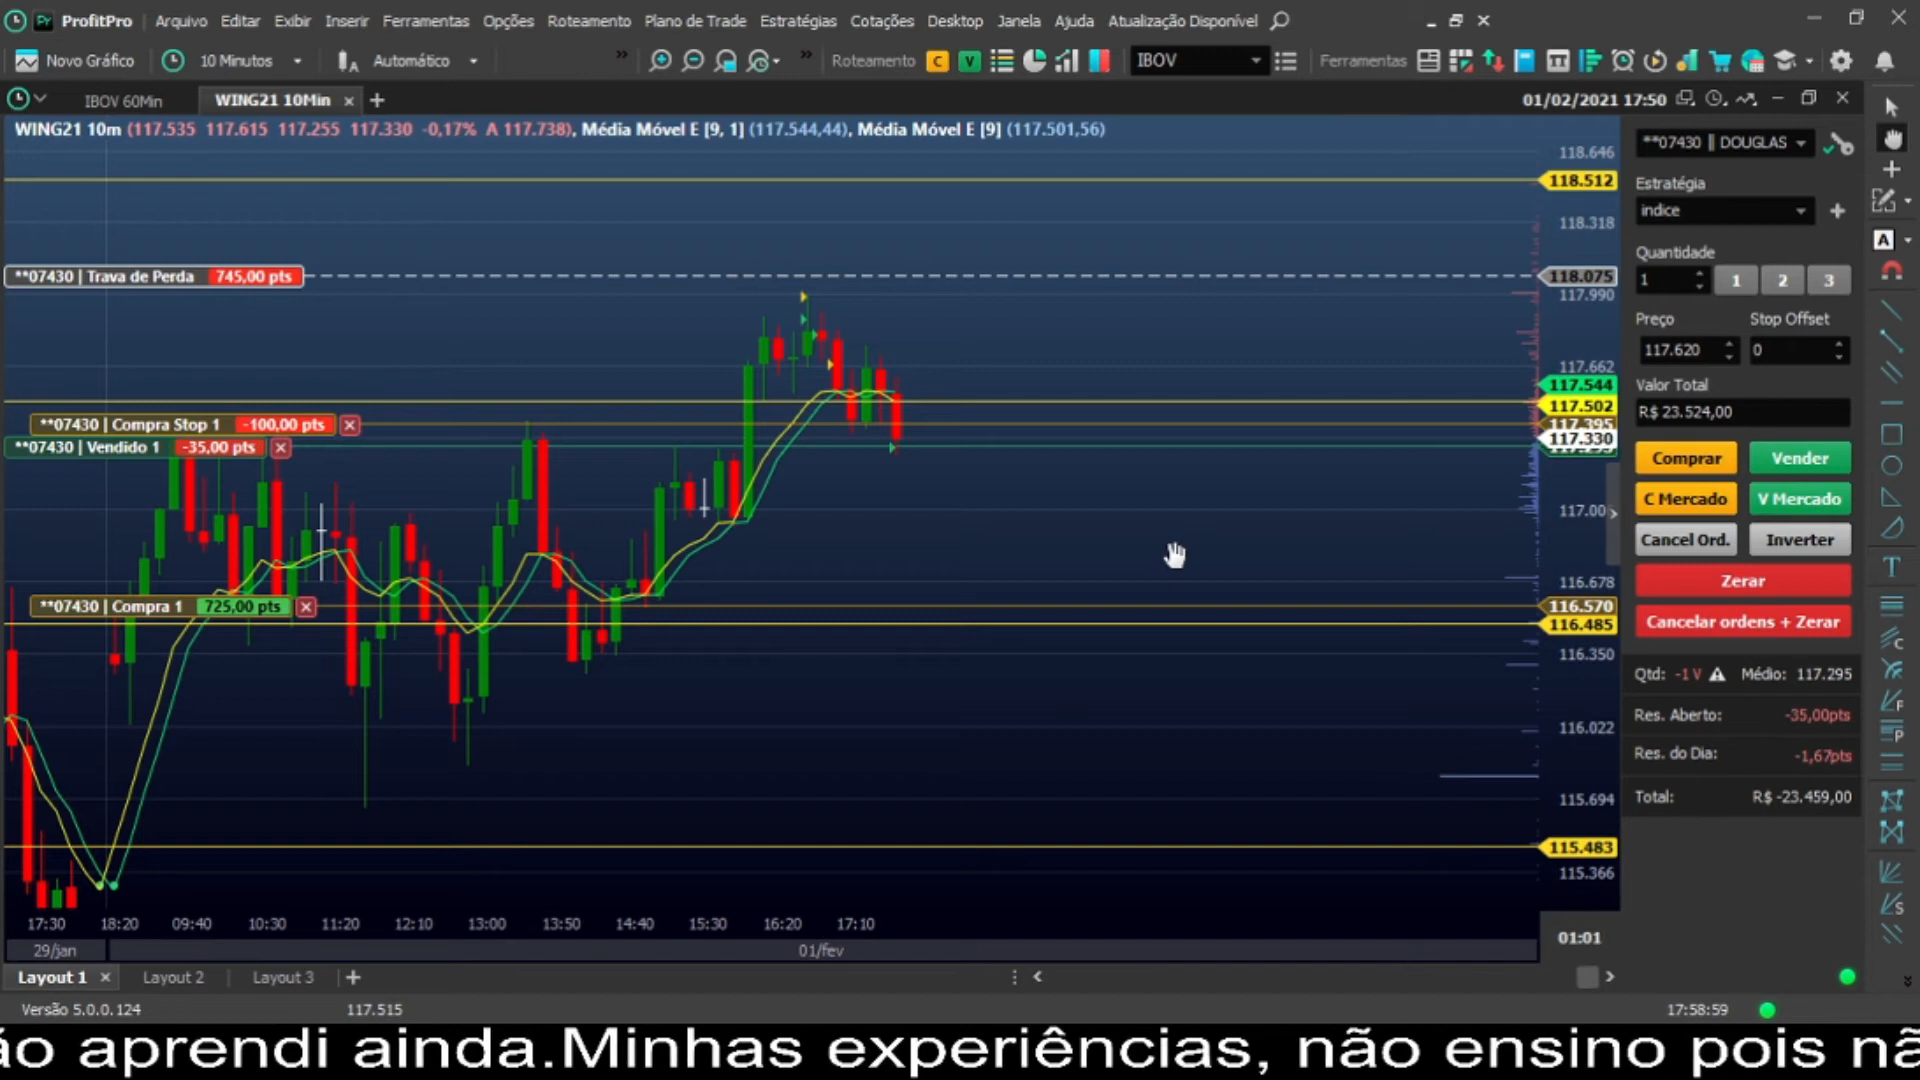 ProfitPro Arquivo Editar Exibir Inserir Ferramentas Opções Roteamento Plano de Trade Estratégias Cotações Desktop Janela Ajuda Atualização Disponível
Novo Gráfico 10 Minutos Automático Roteamento C V IBOV Ferramentas
IBOV 60Min WING21 10Min 01/02/2021 17:50
WING21 10m (117.535 117.615 117.255 117.330 -0,17% A 117.738), Média Móvel E [9, 1] (117.544,44), Média Móvel E [9] (117.501,56)
118.646
118.512
118.318
**07430 | Trava de Perda 745,00 pts
118.075
117.990
117.662
117.544
117.502
**07430 | Compra Stop 1 -100,00 pts
117.395
117.330
**07430 | Vendido 1 -35,00 pts
117.00
116.678
**07430 | Compra 1 725,00 pts
116.570
116.485
116.350
116.022
115.694
115.483
115.366
17:30 18:20 09:40 10:30 11:20 12:10 13:00 13:50 14:40 15:30 16:20 17:10
29/jan 01/fev
01:01
**07430 || DOUGLAS
Estratégia
indice
Quantidade
1 1 2 3
Preço Stop Offset
117.620 0
Valor Total
R$ 23.524,00
Comprar Vender
C Mercado V Mercado
Cancel Ord. Inverter
Zerar
Cancelar ordens + Zerar
Qtd: -1 V Médio: 117.295
Res. Aberto: -35,00pts
Res. do Dia: -1,67pts
Total: R$ -23.459,00
Layout 1 Layout 2 Layout 3
Versão 5.0.0.124 117.515 17:58:59
ão aprendi ainda.Minhas experiências, não ensino pois nã